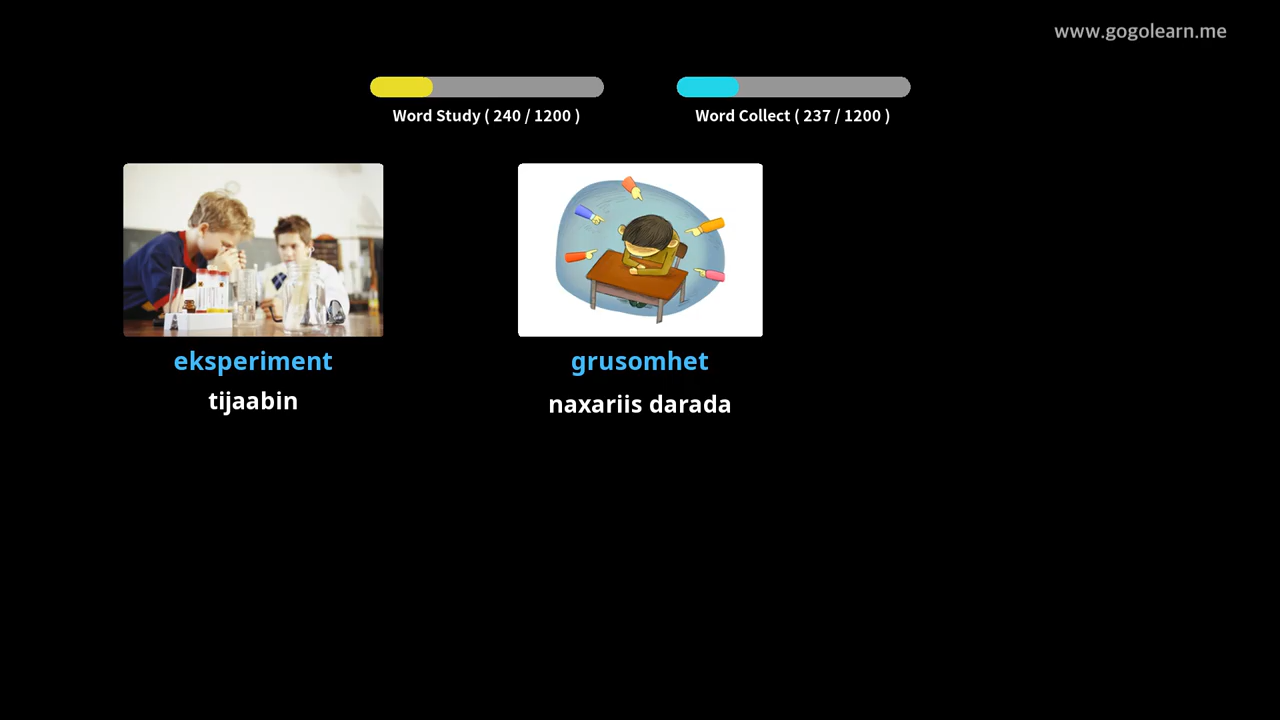 www.gogolearn.me
Word Study ( 240 / 1200 )
Word Collect ( 237 / 1200 )
eksperiment
tijaabin
grusomhet
naxariis darada